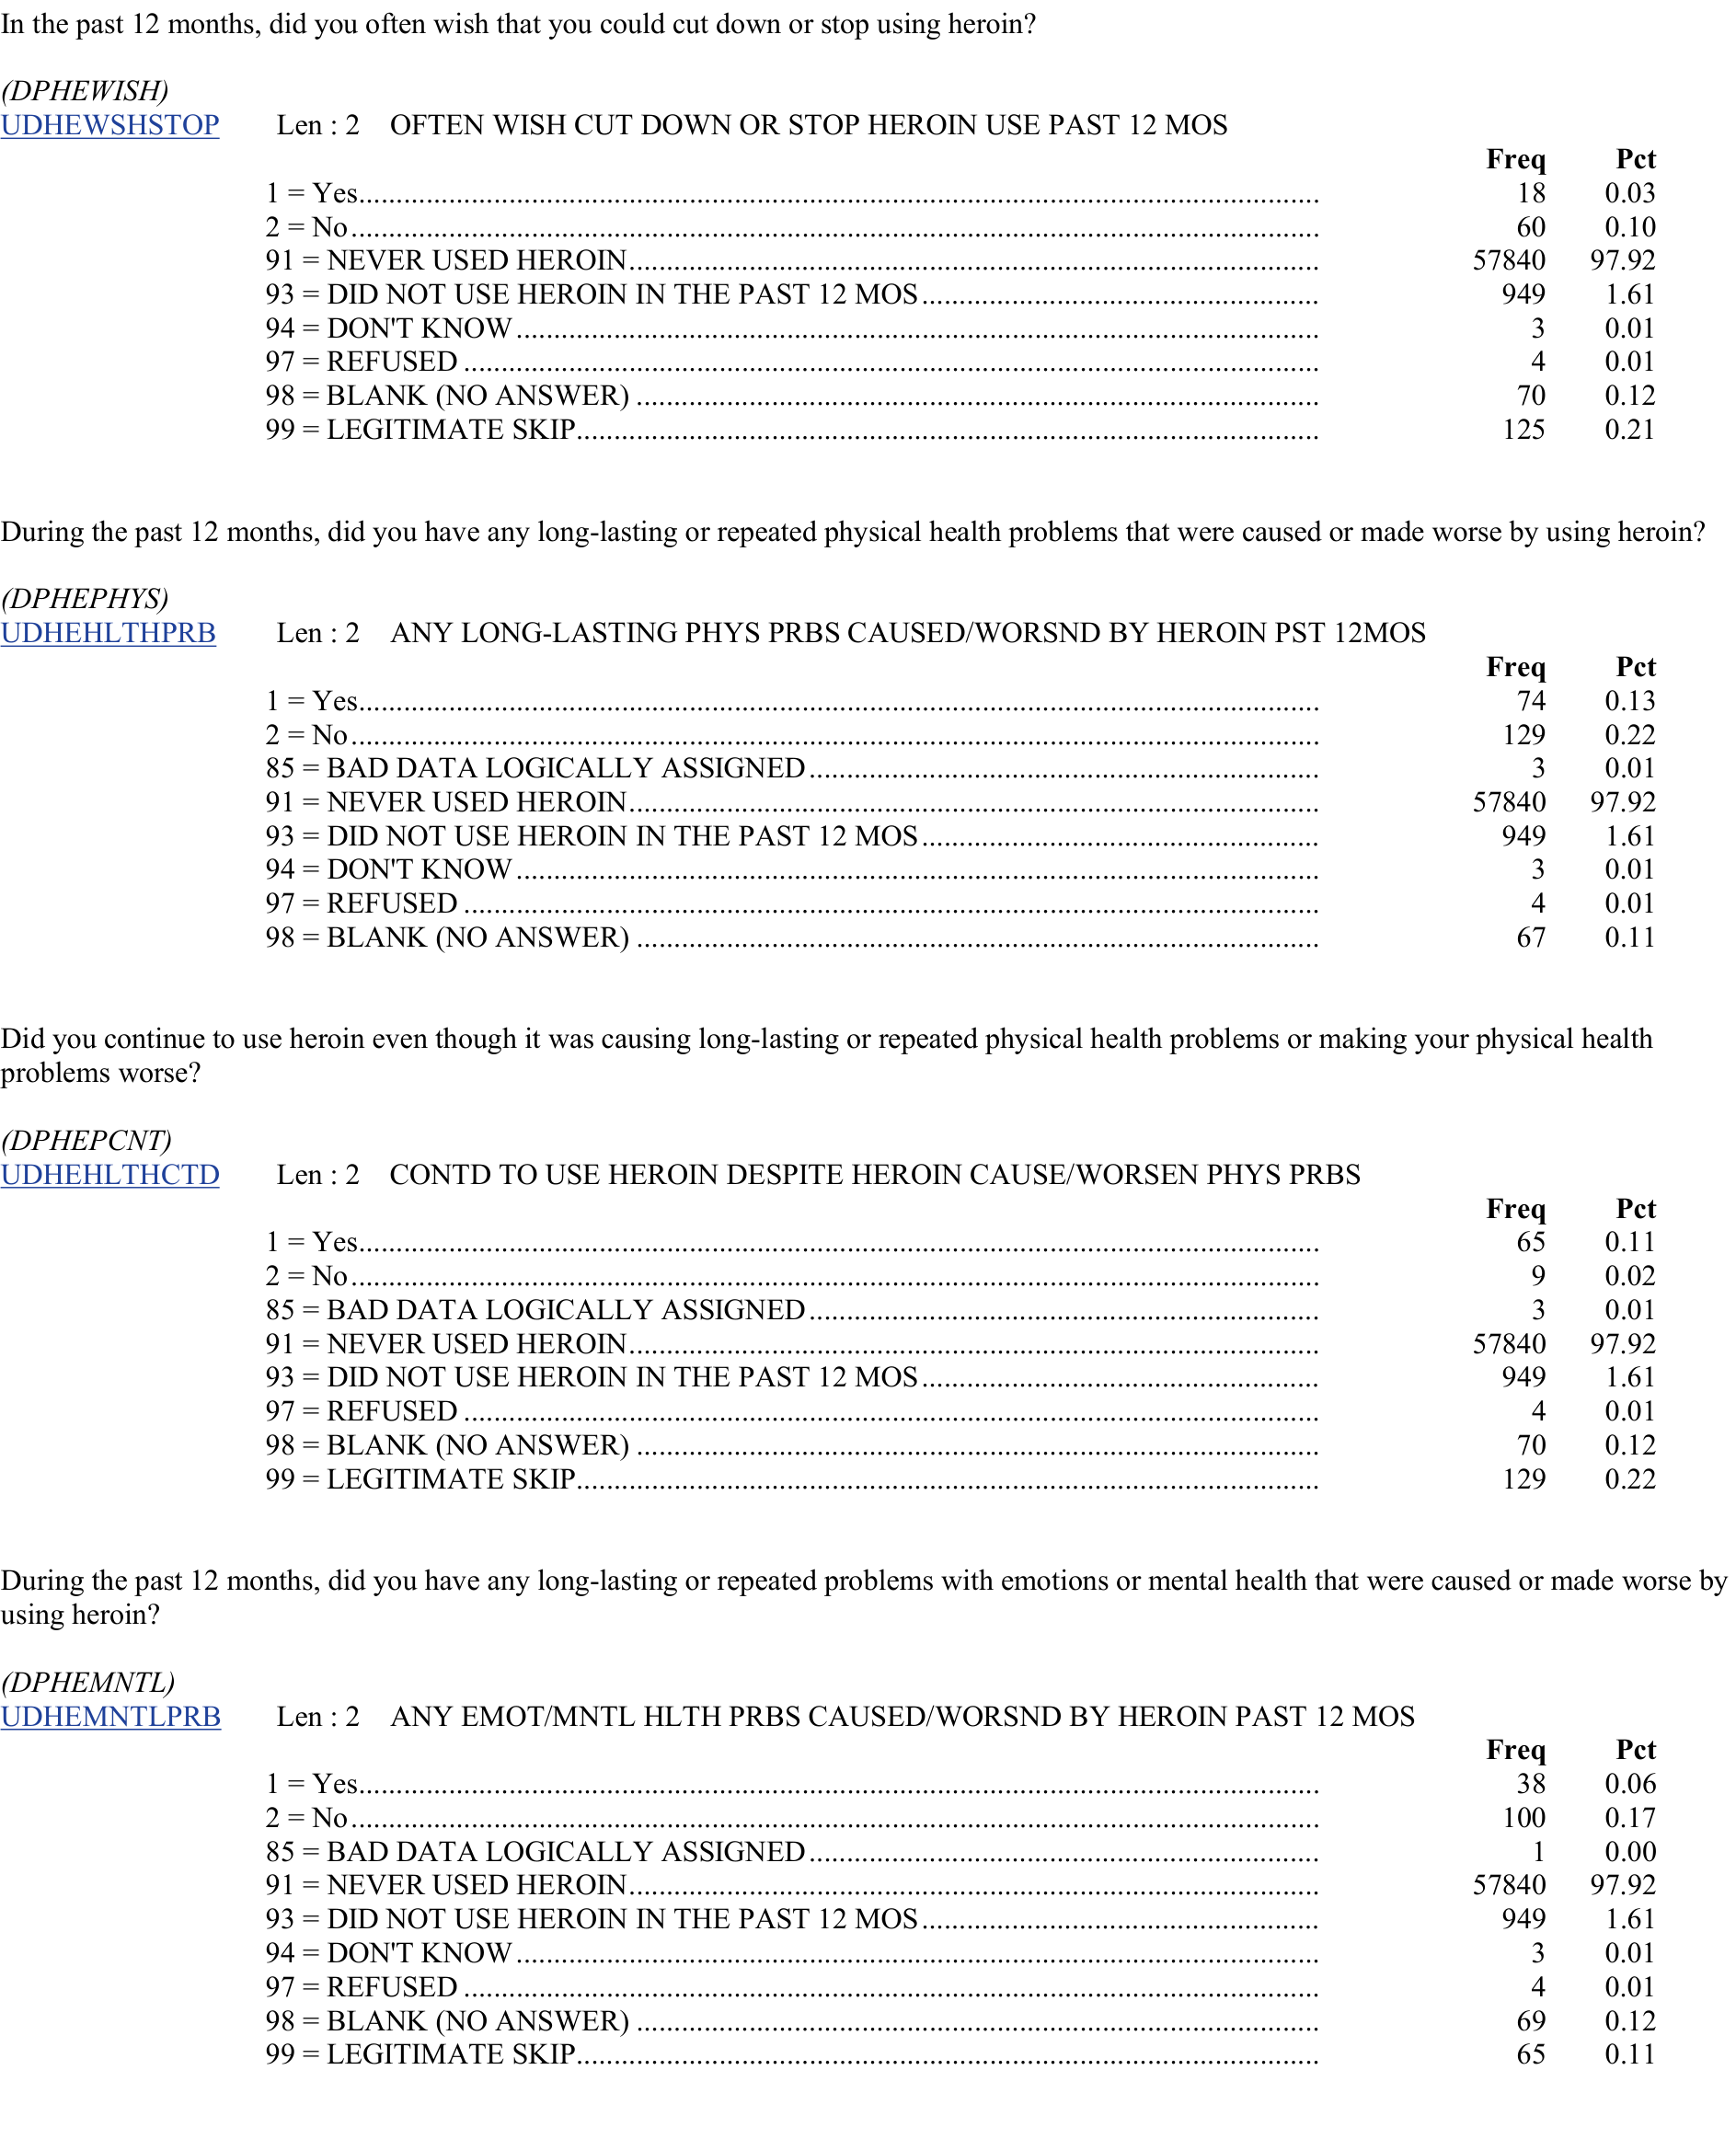 In the past 12 months, did you often wish that you could cut down or stop using heroin?
(DPHEWISH)
UDHEWSHSTOP Len : 2 OFTEN WISH CUT DOWN OR STOP HEROIN USE PAST 12 MOS
Freq Pct
1 = Yes 18 0.03
2 = No 60 0.10
91 = NEVER USED HEROIN 57840 97.92
93 = DID NOT USE HEROIN IN THE PAST 12 MOS 949 1.61
94 = DON'T KNOW 3 0.01
97 = REFUSED 4 0.01
98 = BLANK (NO ANSWER) 70 0.12
99 = LEGITIMATE SKIP 125 0.21
During the past 12 months, did you have any long-lasting or repeated physical health problems that were caused or made worse by using heroin?
(DPHEPHYS)
UDHEHLTHPRB Len : 2 ANY LONG-LASTING PHYS PRBS CAUSED/WORSND BY HEROIN PST 12MOS
Freq Pct
1 = Yes 74 0.13
2 = No 129 0.22
85 = BAD DATA LOGICALLY ASSIGNED 3 0.01
91 = NEVER USED HEROIN 57840 97.92
93 = DID NOT USE HEROIN IN THE PAST 12 MOS 949 1.61
94 = DON'T KNOW 3 0.01
97 = REFUSED 4 0.01
98 = BLANK (NO ANSWER) 67 0.11
Did you continue to use heroin even though it was causing long-lasting or repeated physical health problems or making your physical health
problems worse?
(DPHEPCNT)
UDHEHLTHCTD Len : 2 CONTD TO USE HEROIN DESPITE HEROIN CAUSE/WORSEN PHYS PRBS
Freq Pct
1 = Yes 65 0.11
2 = No 9 0.02
85 = BAD DATA LOGICALLY ASSIGNED 3 0.01
91 = NEVER USED HEROIN 57840 97.92
93 = DID NOT USE HEROIN IN THE PAST 12 MOS 949 1.61
97 = REFUSED 4 0.01
98 = BLANK (NO ANSWER) 70 0.12
99 = LEGITIMATE SKIP 129 0.22
During the past 12 months, did you have any long-lasting or repeated problems with emotions or mental health that were caused or made worse by
using heroin?
(DPHEMNTL)
UDHEMNTLPRB Len : 2 ANY EMOT/MNTL HLTH PRBS CAUSED/WORSND BY HEROIN PAST 12 MOS
Freq Pct
1 = Yes 38 0.06
2 = No 100 0.17
85 = BAD DATA LOGICALLY ASSIGNED 1 0.00
91 = NEVER USED HEROIN 57840 97.92
93 = DID NOT USE HEROIN IN THE PAST 12 MOS 949 1.61
94 = DON'T KNOW 3 0.01
97 = REFUSED 4 0.01
98 = BLANK (NO ANSWER) 69 0.12
99 = LEGITIMATE SKIP 65 0.11